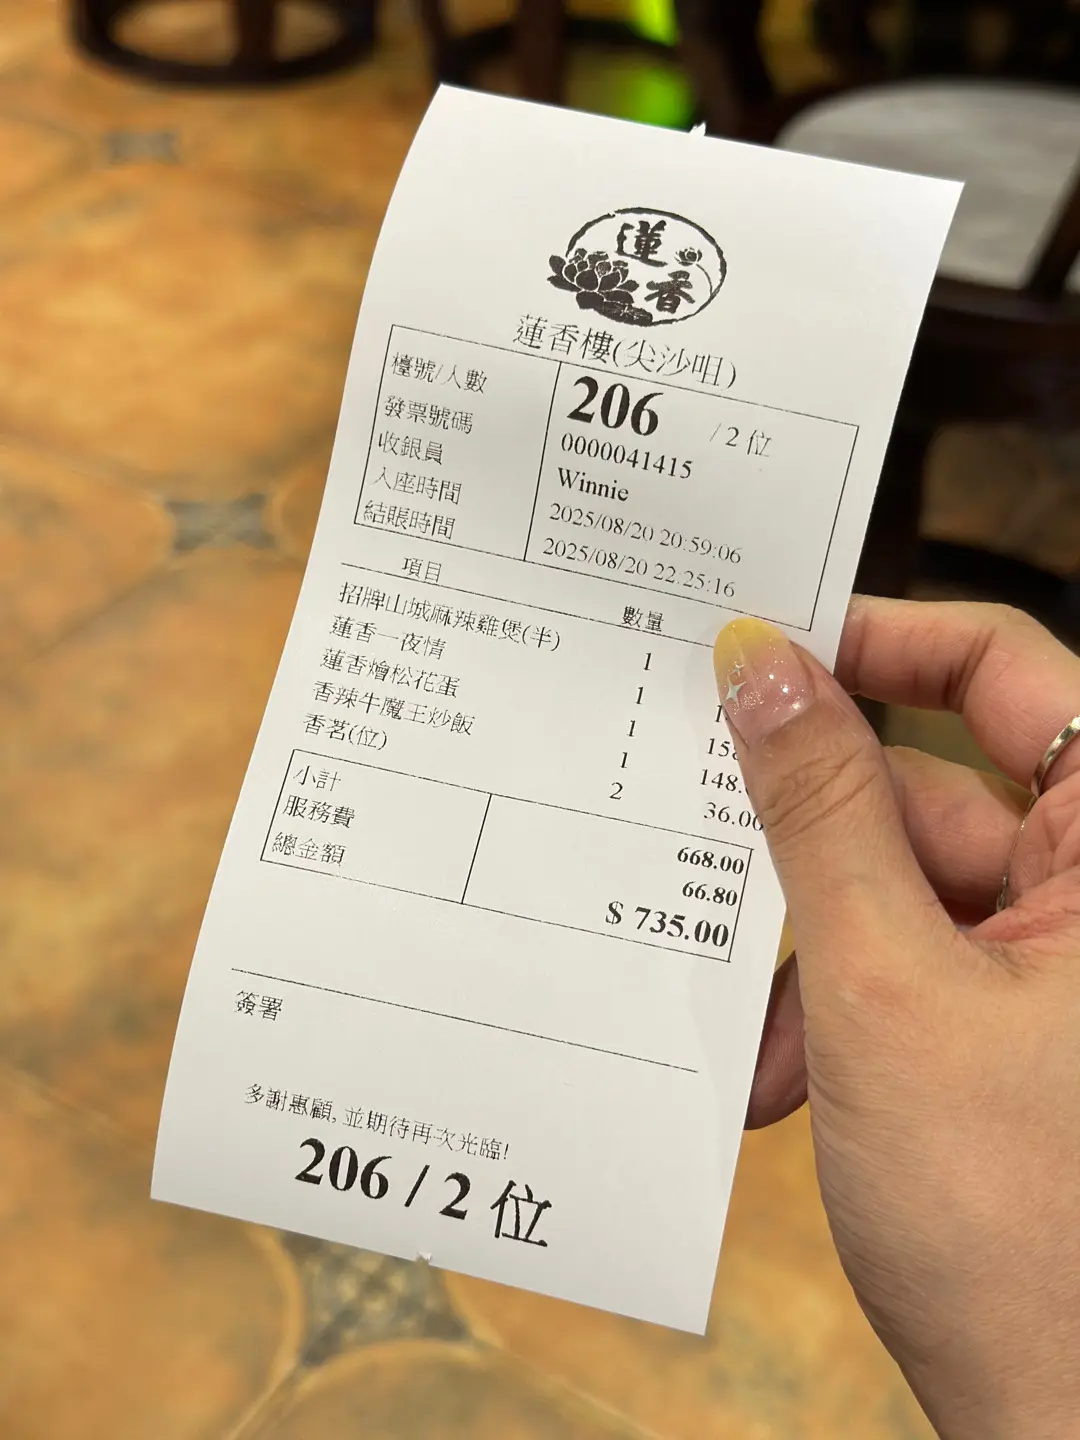 蓮香
蓮香樓(尖沙咀)
檯號/人數 206 / 2 位
發票號碼 0000041415
收銀員 Winnie
入座時間 2025/08/20 20:59:06
結賬時間 2025/08/20 22:25:16
項目 數量
招牌山城麻辣雞煲(半) 1
蓮香一夜情 1
蓮香燴松花蛋 1
香辣牛魔王炒飯 1 148.
香茗(位) 2 36.00
小計 668.00
服務費 66.80
總金額 $ 735.00
簽署
多謝惠顧, 並期待再次光臨!
206 / 2 位